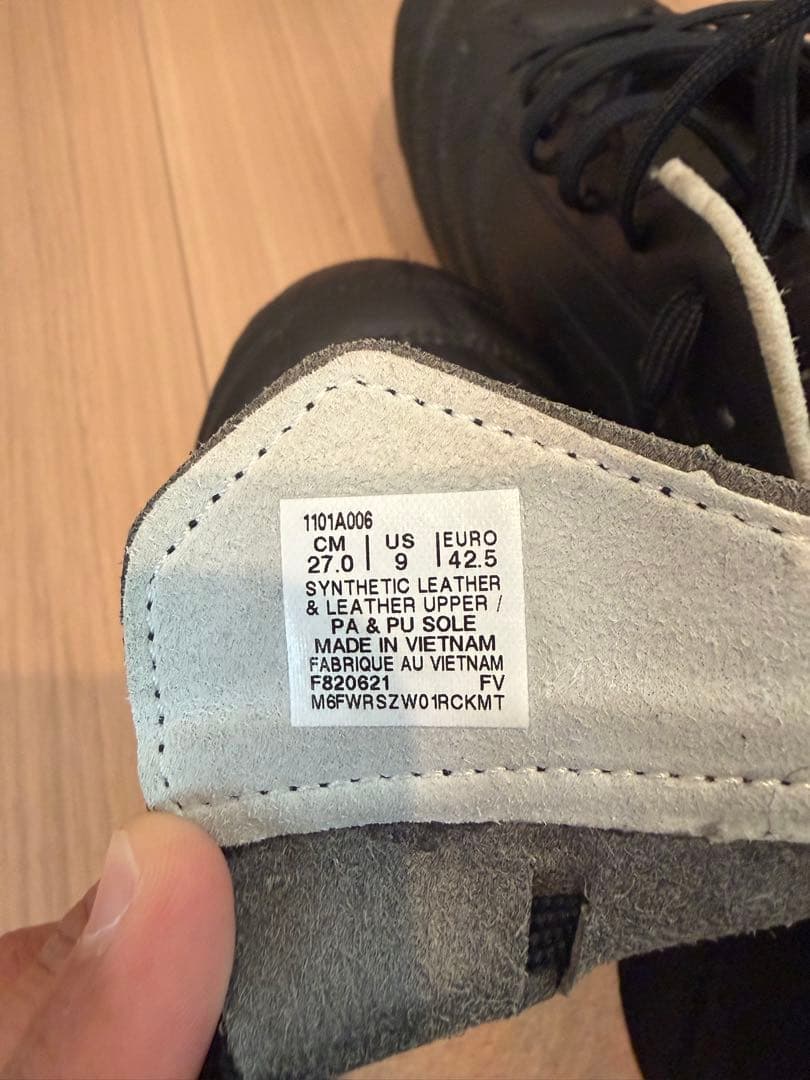 1101A006
CM | US | EURO
27.0 | 9 | 42.5
SYNTHETIC LEATHER
& LEATHER UPPER /
PA & PU SOLE
MADE IN VIETNAM
FABRIQUE AU VIETNAM
F820621 FV
M6FWRSZW01RCKMT